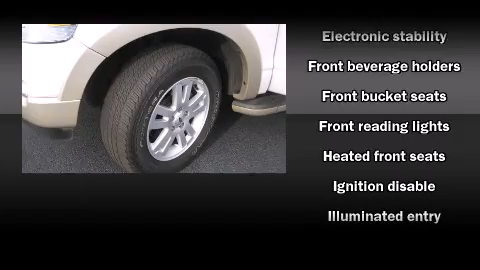 Electronic stability
Front beverage holders
Front bucket seats
Front reading lights
Heated front seats
Ignition disable
Illuminated entry